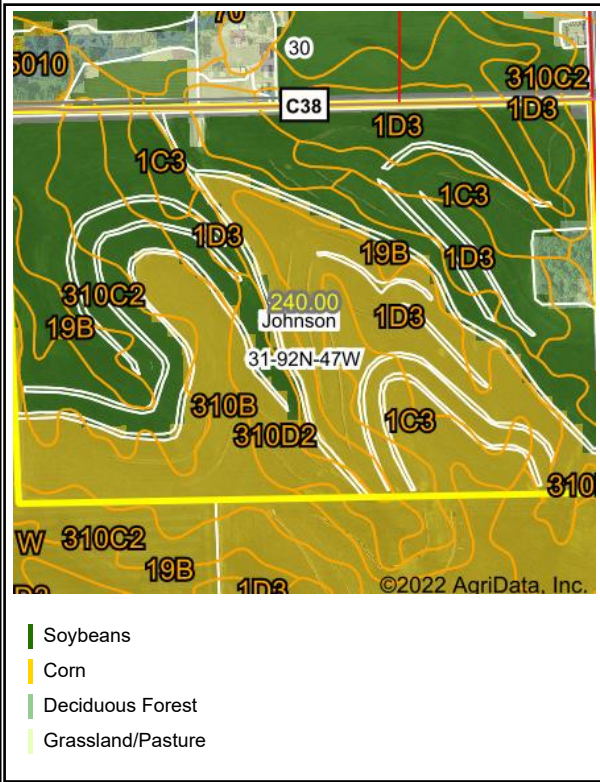 70
30
5010
310C2
C38
1D3
1D3
1C3
1C3
1D3
19B
1D3
310C2
240.00
19B
Johnson
1D3
31-92N-47W
310B
1C3
310D2
310
W
310C2
19B
1D3
©2022 AgriData, Inc.
Soybeans
Corn
Deciduous Forest
Grassland/Pasture